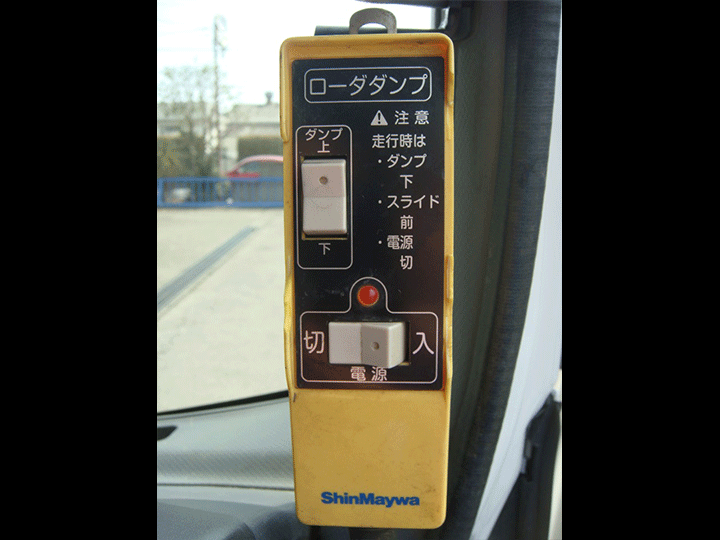 ローダダンプ
⚠ 注意
走行時は
・ダンプ
下
・スライド
前
・電源
切
ダンプ
上
下
切
入
電源
ShinMaywa